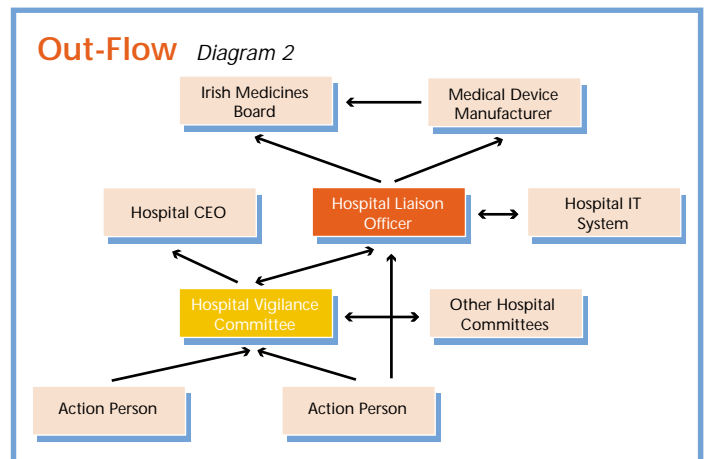 Out-Flow Diagram 2
Irish Medicines
Board
Medical Device
Manufacturer
Hospital CEO
Hospital Liaison
Officer
Hospital IT
System
Hospital Vigilance
Committee
Other Hospital
Committees
Action Person
Action Person